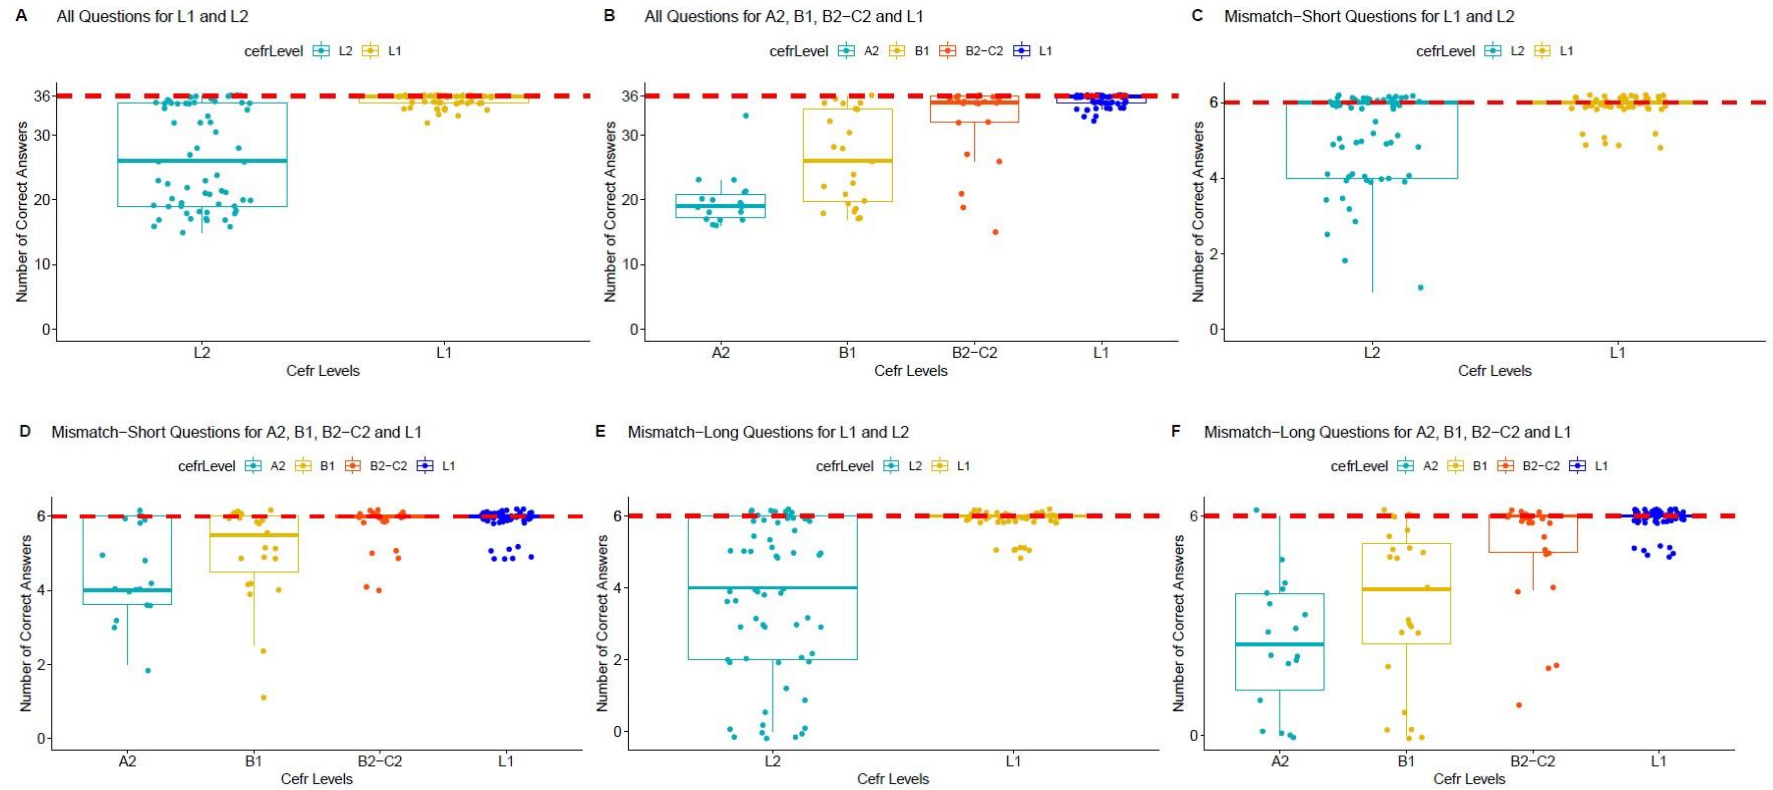 A All Questions for L1 and L2
cefrLevel L2 L1
Number of Correct Answers
36
30
20
10
0
L2 L1
Cefr Levels
B All Questions for A2, B1, B2−C2 and L1
cefrLevel A2 B1 B2−C2 L1
Number of Correct Answers
36
30
20
10
0
A2 B1 B2−C2 L1
Cefr Levels
C Mismatch−Short Questions for L1 and L2
cefrLevel L2 L1
Number of Correct Answers
6
4
2
0
L2 L1
Cefr Levels
D Mismatch−Short Questions for A2, B1, B2−C2 and L1
cefrLevel A2 B1 B2−C2 L1
Number of Correct Answers
6
4
2
0
A2 B1 B2−C2 L1
Cefr Levels
E Mismatch−Long Questions for L1 and L2
cefrLevel L2 L1
Number of Correct Answers
6
4
2
0
L2 L1
Cefr Levels
F Mismatch−Long Questions for A2, B1, B2−C2 and L1
cefrLevel A2 B1 B2−C2 L1
Number of Correct Answers
6
0
A2 B1 B2−C2 L1
Cefr Levels